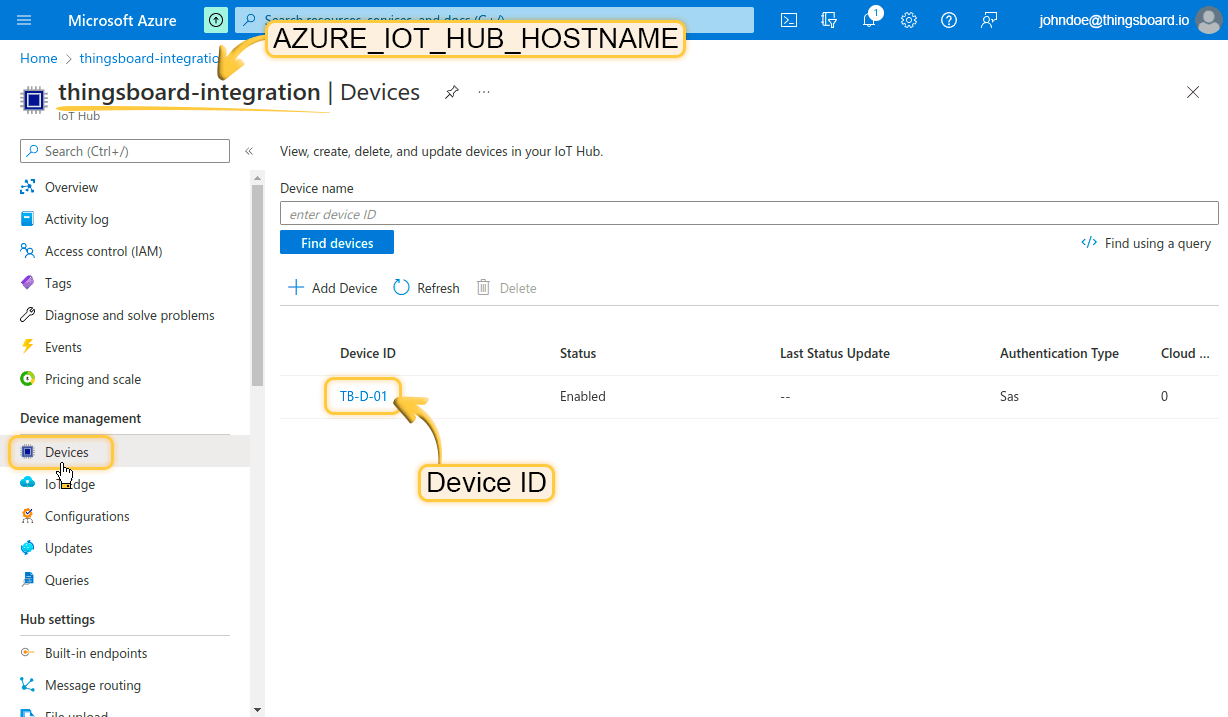 Microsoft Azure
Search resources, services, and docs (G+/)
1
johndoe@thingsboard.io
AZURE_IOT_HUB_HOSTNAME
Home > thingsboard-integration
thingsboard-integration | Devices
IoT Hub
Search (Ctrl+/)
«
View, create, delete, and update devices in your IoT Hub.
Overview
Activity log
Access control (IAM)
Tags
Diagnose and solve problems
Events
Pricing and scale
Device management
Devices
IoT Edge
Configurations
Updates
Queries
Hub settings
Built-in endpoints
Message routing
File upload
Device name
enter device ID
Find devices
</> Find using a query
Add Device
Refresh
Delete
Device ID Status Last Status Update Authentication Type Cloud ...
TB-D-01 Enabled -- Sas 0
Device ID